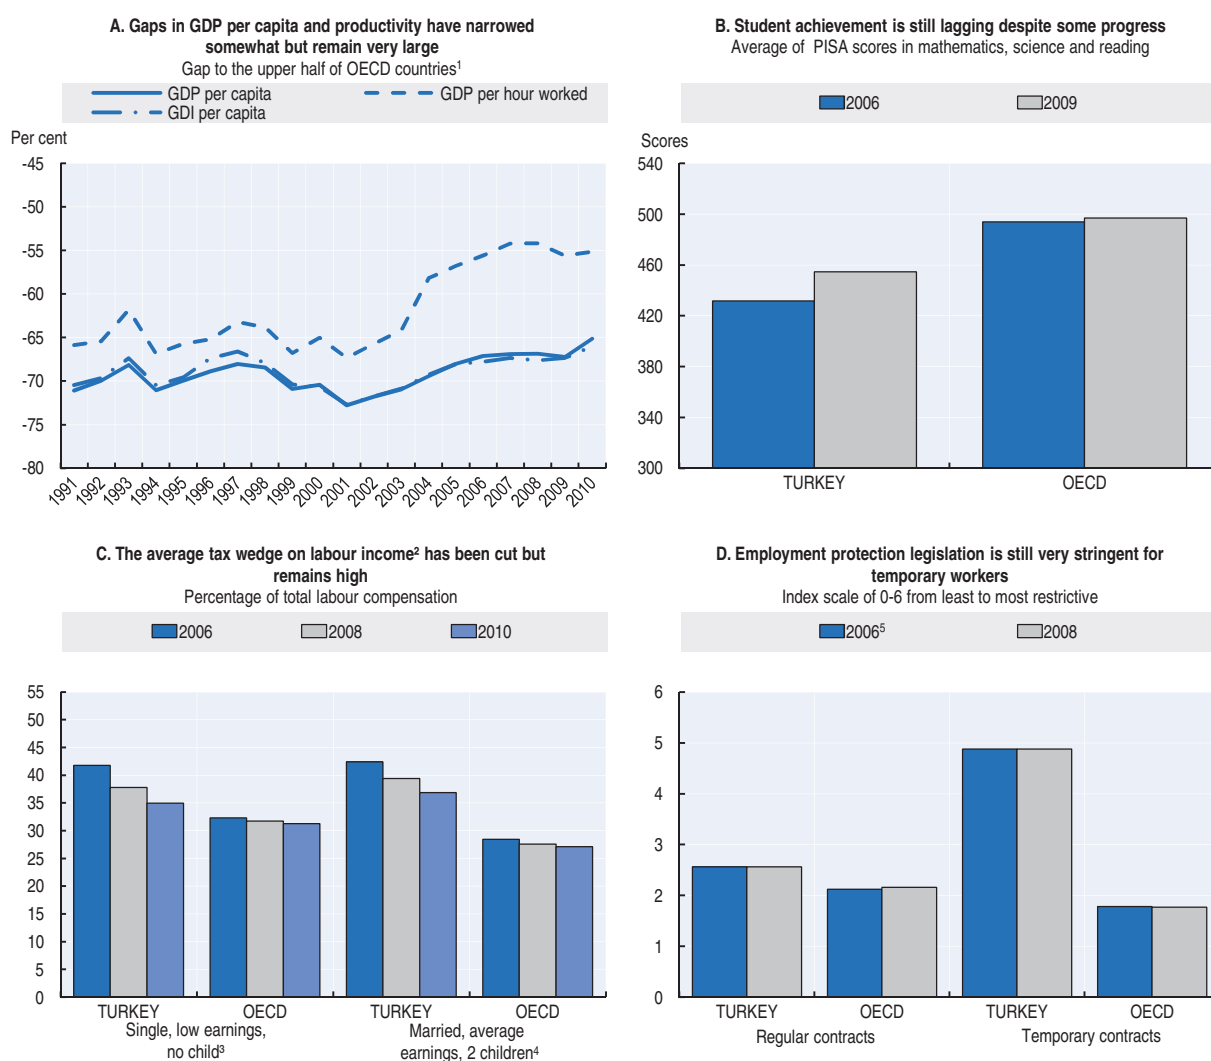 A. Gaps in GDP per capita and productivity have narrowed
somewhat but remain very large
Gap to the upper half of OECD countries¹
GDP per capita
GDP per hour worked
GDI per capita
Per cent
-45
-50
-55
-60
-65
-70
-75
-80
1991 1992 1993 1994 1995 1996 1997 1998 1999 2000 2001 2002 2003 2004 2005 2006 2007 2008 2009 2010
B. Student achievement is still lagging despite some progress
Average of PISA scores in mathematics, science and reading
2006 2009
Scores
540
500
460
420
380
340
300
TURKEY OECD
C. The average tax wedge on labour income² has been cut but
remains high
Percentage of total labour compensation
2006 2008 2010
55
50
45
40
35
30
25
20
15
10
5
0
TURKEY OECD TURKEY OECD
Single, low earnings,
no child³
Married, average
earnings, 2 children⁴
D. Employment protection legislation is still very stringent for
temporary workers
Index scale of 0-6 from least to most restrictive
2006⁵ 2008
6
5
4
3
2
1
0
TURKEY OECD TURKEY OECD
Regular contracts Temporary contracts